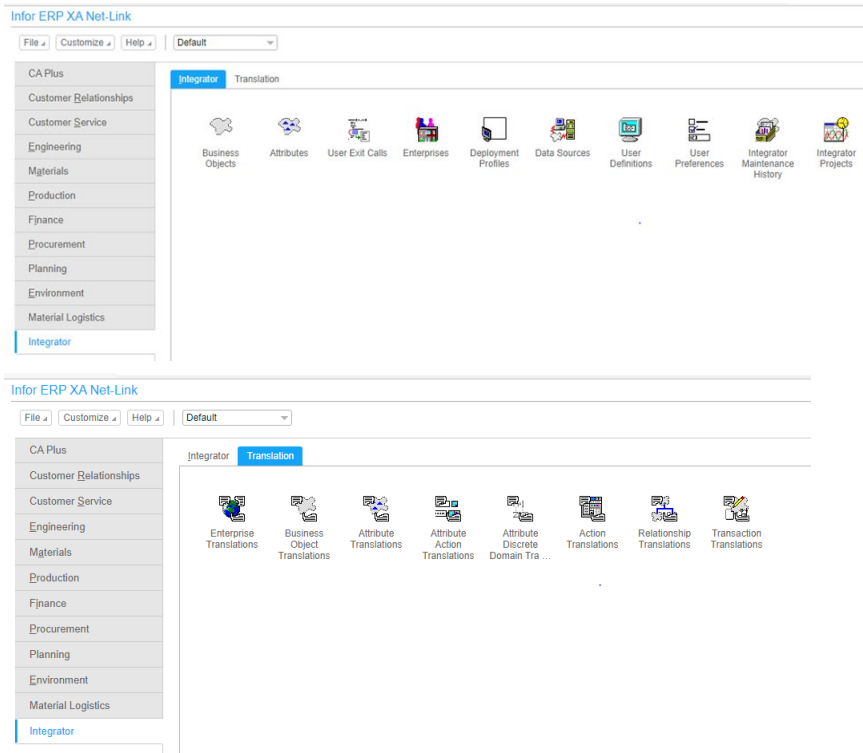 Infor ERP XA Net-Link
File Customize Help Default
CA Plus
Customer Relationships
Customer Service
Engineering
Materials
Production
Finance
Procurement
Planning
Environment
Material Logistics
Integrator
Integrator Translation
Business
Objects
Attributes
User Exit Calls
Enterprises
Deployment
Profiles
Data Sources
User
Definitions
User
Preferences
Integrator
Maintenance
History
Integrator
Projects
Infor ERP XA Net-Link
File Customize Help Default
CA Plus
Customer Relationships
Customer Service
Engineering
Materials
Production
Finance
Procurement
Planning
Environment
Material Logistics
Integrator
Integrator Translation
Enterprise
Translations
Business
Object
Translations
Attribute
Translations
Attribute
Action
Translations
Attribute
Discrete
Domain Tra ...
Action
Translations
Relationship
Translations
Transaction
Translations